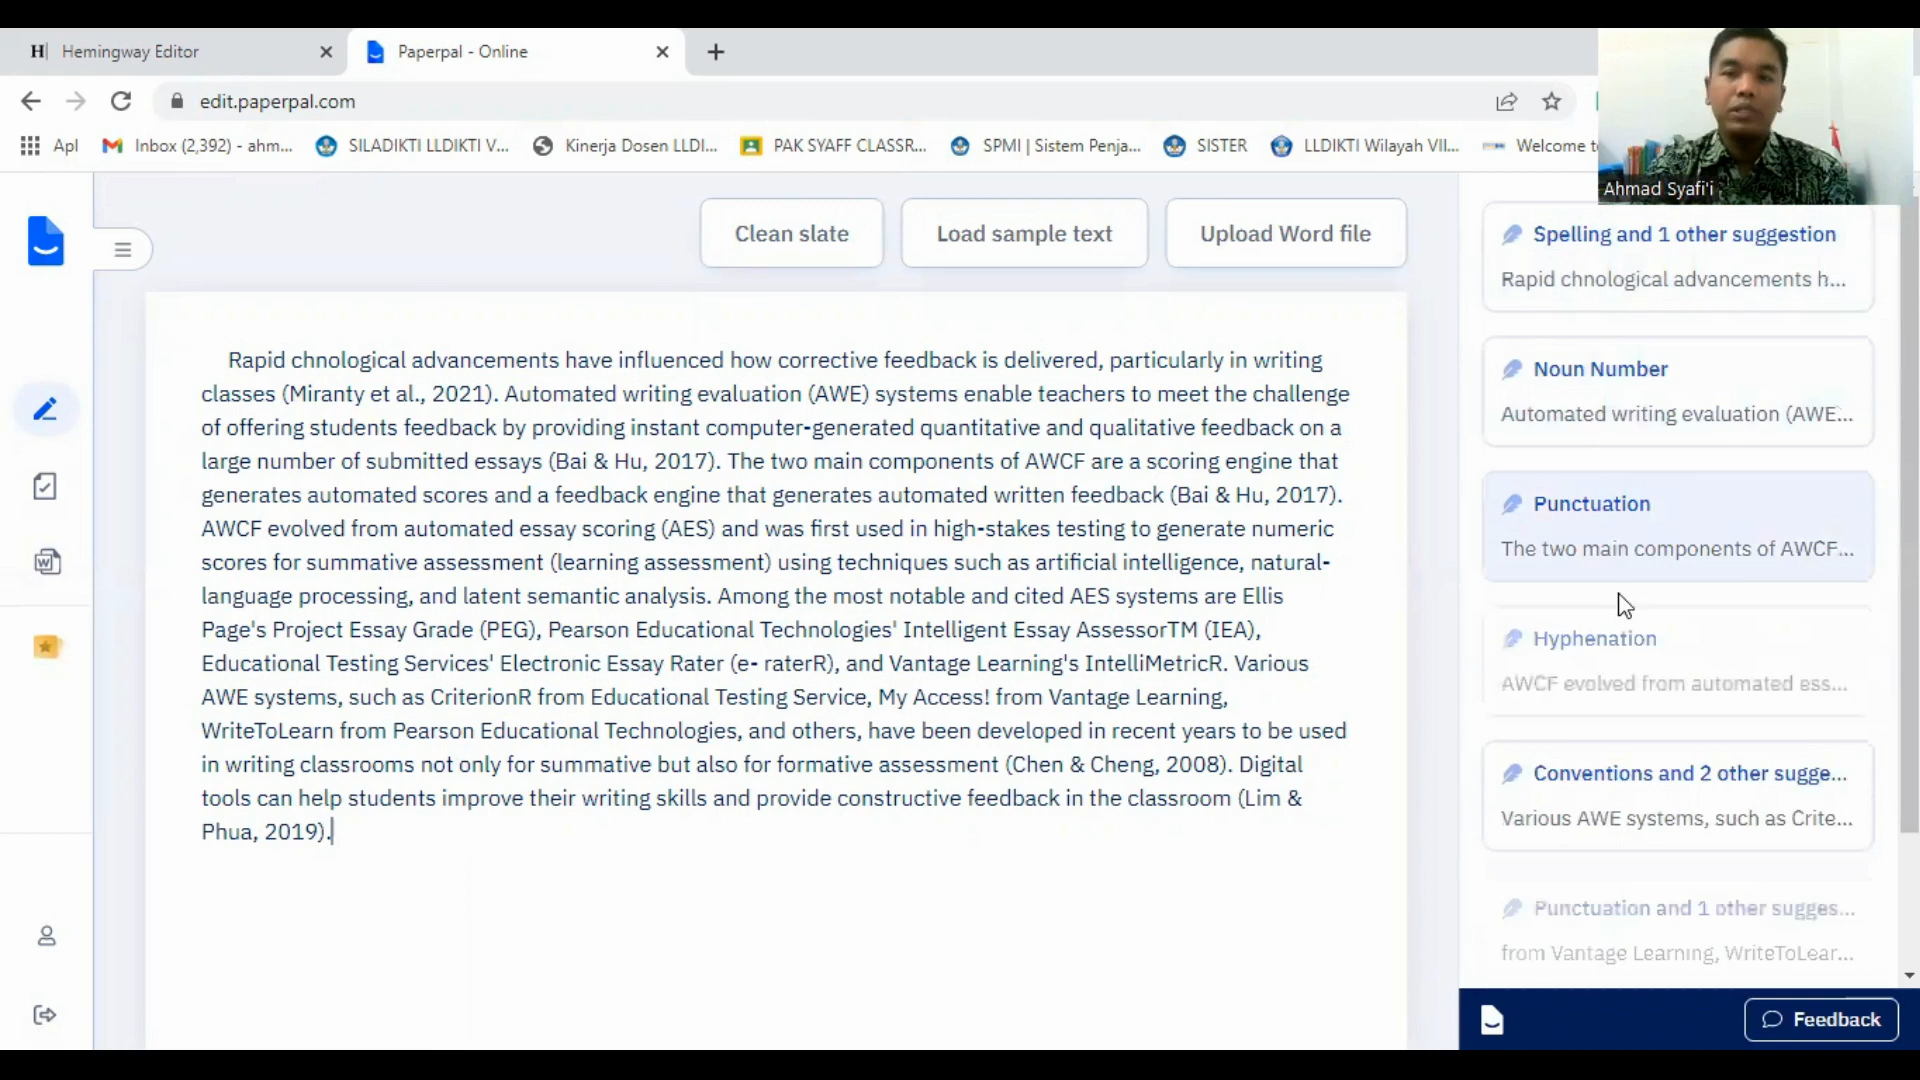 H Hemingway Editor
Paperpal - Online
edit.paperpal.com
Apl
Inbox (2,392) - ahm...
SILADIKTI LLDIKTI V...
Kinerja Dosen LLDI...
PAK SYAFF CLASSR...
SPMI | Sistem Penja...
SISTER
LLDIKTI Wilayah VII...
Welcome to
Ahmad Syafi'i
Clean slate
Load sample text
Upload Word file
Rapid chnological advancements have influenced how corrective feedback is delivered, particularly in writing
classes (Miranty et al., 2021). Automated writing evaluation (AWE) systems enable teachers to meet the challenge
of offering students feedback by providing instant computer-generated quantitative and qualitative feedback on a
large number of submitted essays (Bai & Hu, 2017). The two main components of AWCF are a scoring engine that
generates automated scores and a feedback engine that generates automated written feedback (Bai & Hu, 2017).
AWCF evolved from automated essay scoring (AES) and was first used in high-stakes testing to generate numeric
scores for summative assessment (learning assessment) using techniques such as artificial intelligence, natural-
language processing, and latent semantic analysis. Among the most notable and cited AES systems are Ellis
Page's Project Essay Grade (PEG), Pearson Educational Technologies' Intelligent Essay AssessorTM (IEA),
Educational Testing Services' Electronic Essay Rater (e- raterR), and Vantage Learning's IntelliMetricR. Various
AWE systems, such as CriterionR from Educational Testing Service, My Access! from Vantage Learning,
WriteToLearn from Pearson Educational Technologies, and others, have been developed in recent years to be used
in writing classrooms not only for summative but also for formative assessment (Chen & Cheng, 2008). Digital
tools can help students improve their writing skills and provide constructive feedback in the classroom (Lim &
Phua, 2019).
Spelling and 1 other suggestion
Rapid chnological advancements h...
Noun Number
Automated writing evaluation (AWE...
Punctuation
The two main components of AWCF...
Hyphenation
AWCF evolved from automated ess...
Conventions and 2 other sugge...
Various AWE systems, such as Crite...
Punctuation and 1 other sugges...
from Vantage Learning, WriteToLear...
Feedback